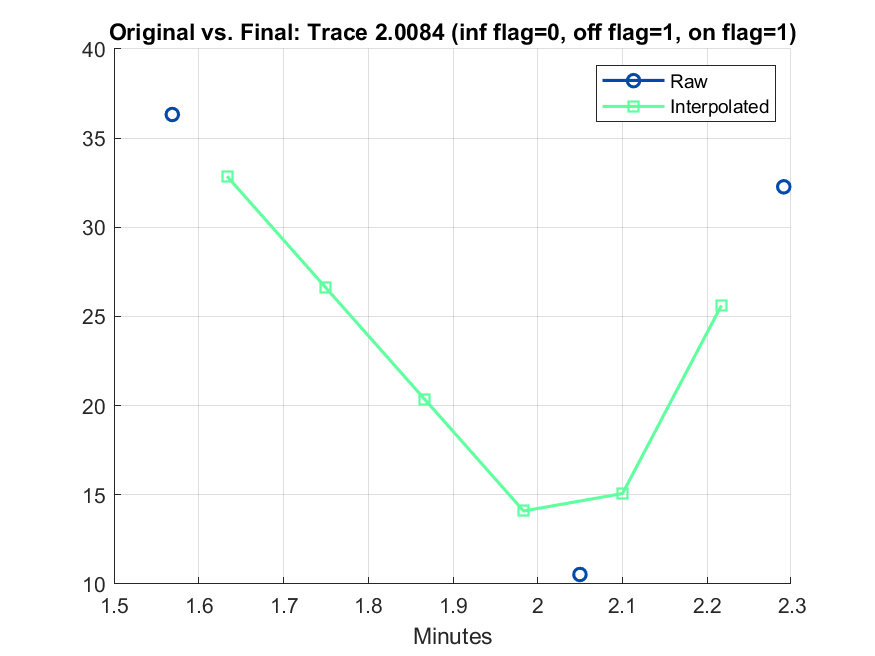 Original vs. Final: Trace 2.0084 (inf flag=0, off flag=1, on flag=1)
40
35
30
25
20
15
10
Raw
Interpolated
1.5 1.6 1.7 1.8 1.9 2 2.1 2.2 2.3
Minutes